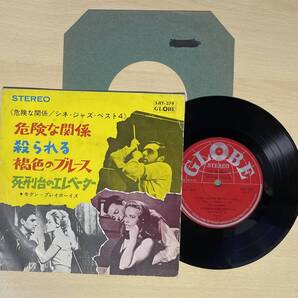 STEREO
SRT-379
GLOBE
〈危険な関係/シネ・ジャズ・ベスト4〉
危険な関係
殺られる
褐色のブルース
死刑台のエレベーター
★モダン・プレイボーイズ
GLOBE
STEREO